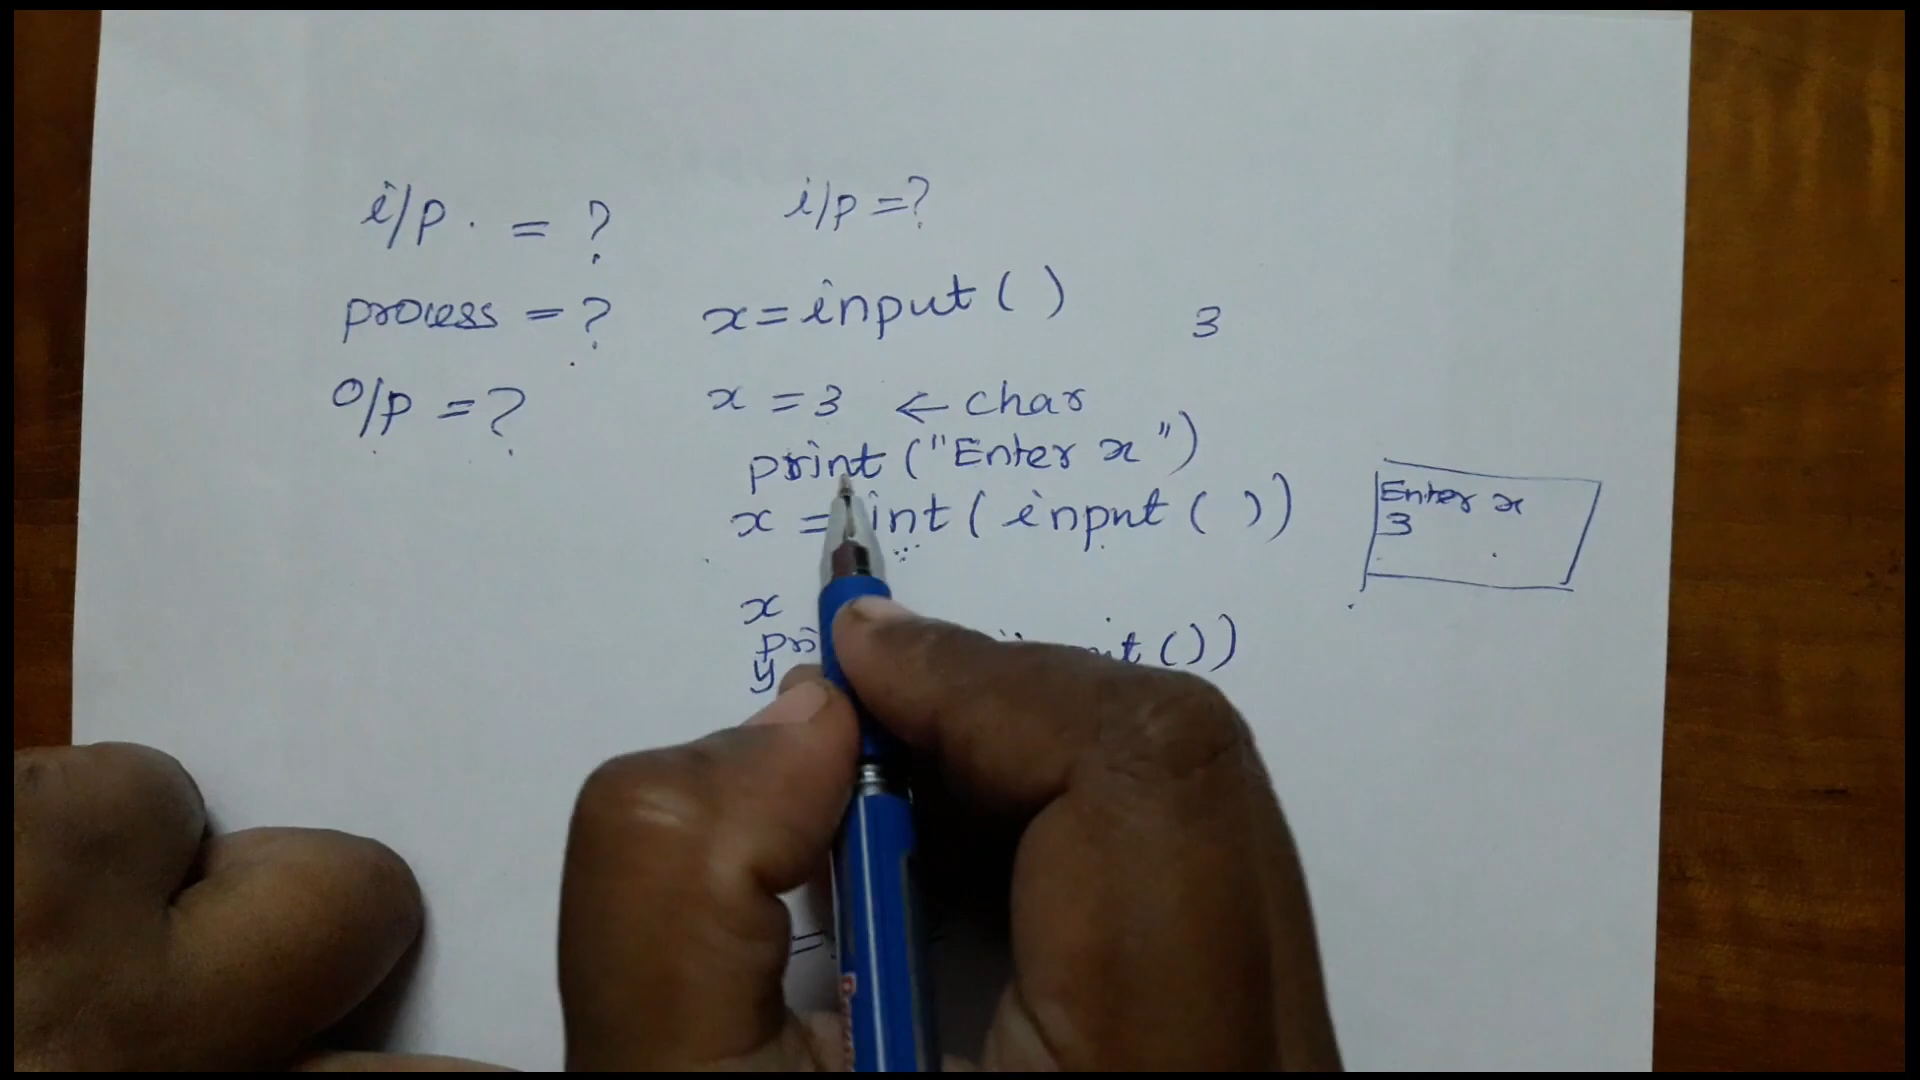 i/p . = ?
process = ?
o/p = ?
i/p = ?
x = input ( )
3
x = 3 ← char
print ("Enter x")
x = int ( input ( ) )
x
y
( ) )
Enter x
3